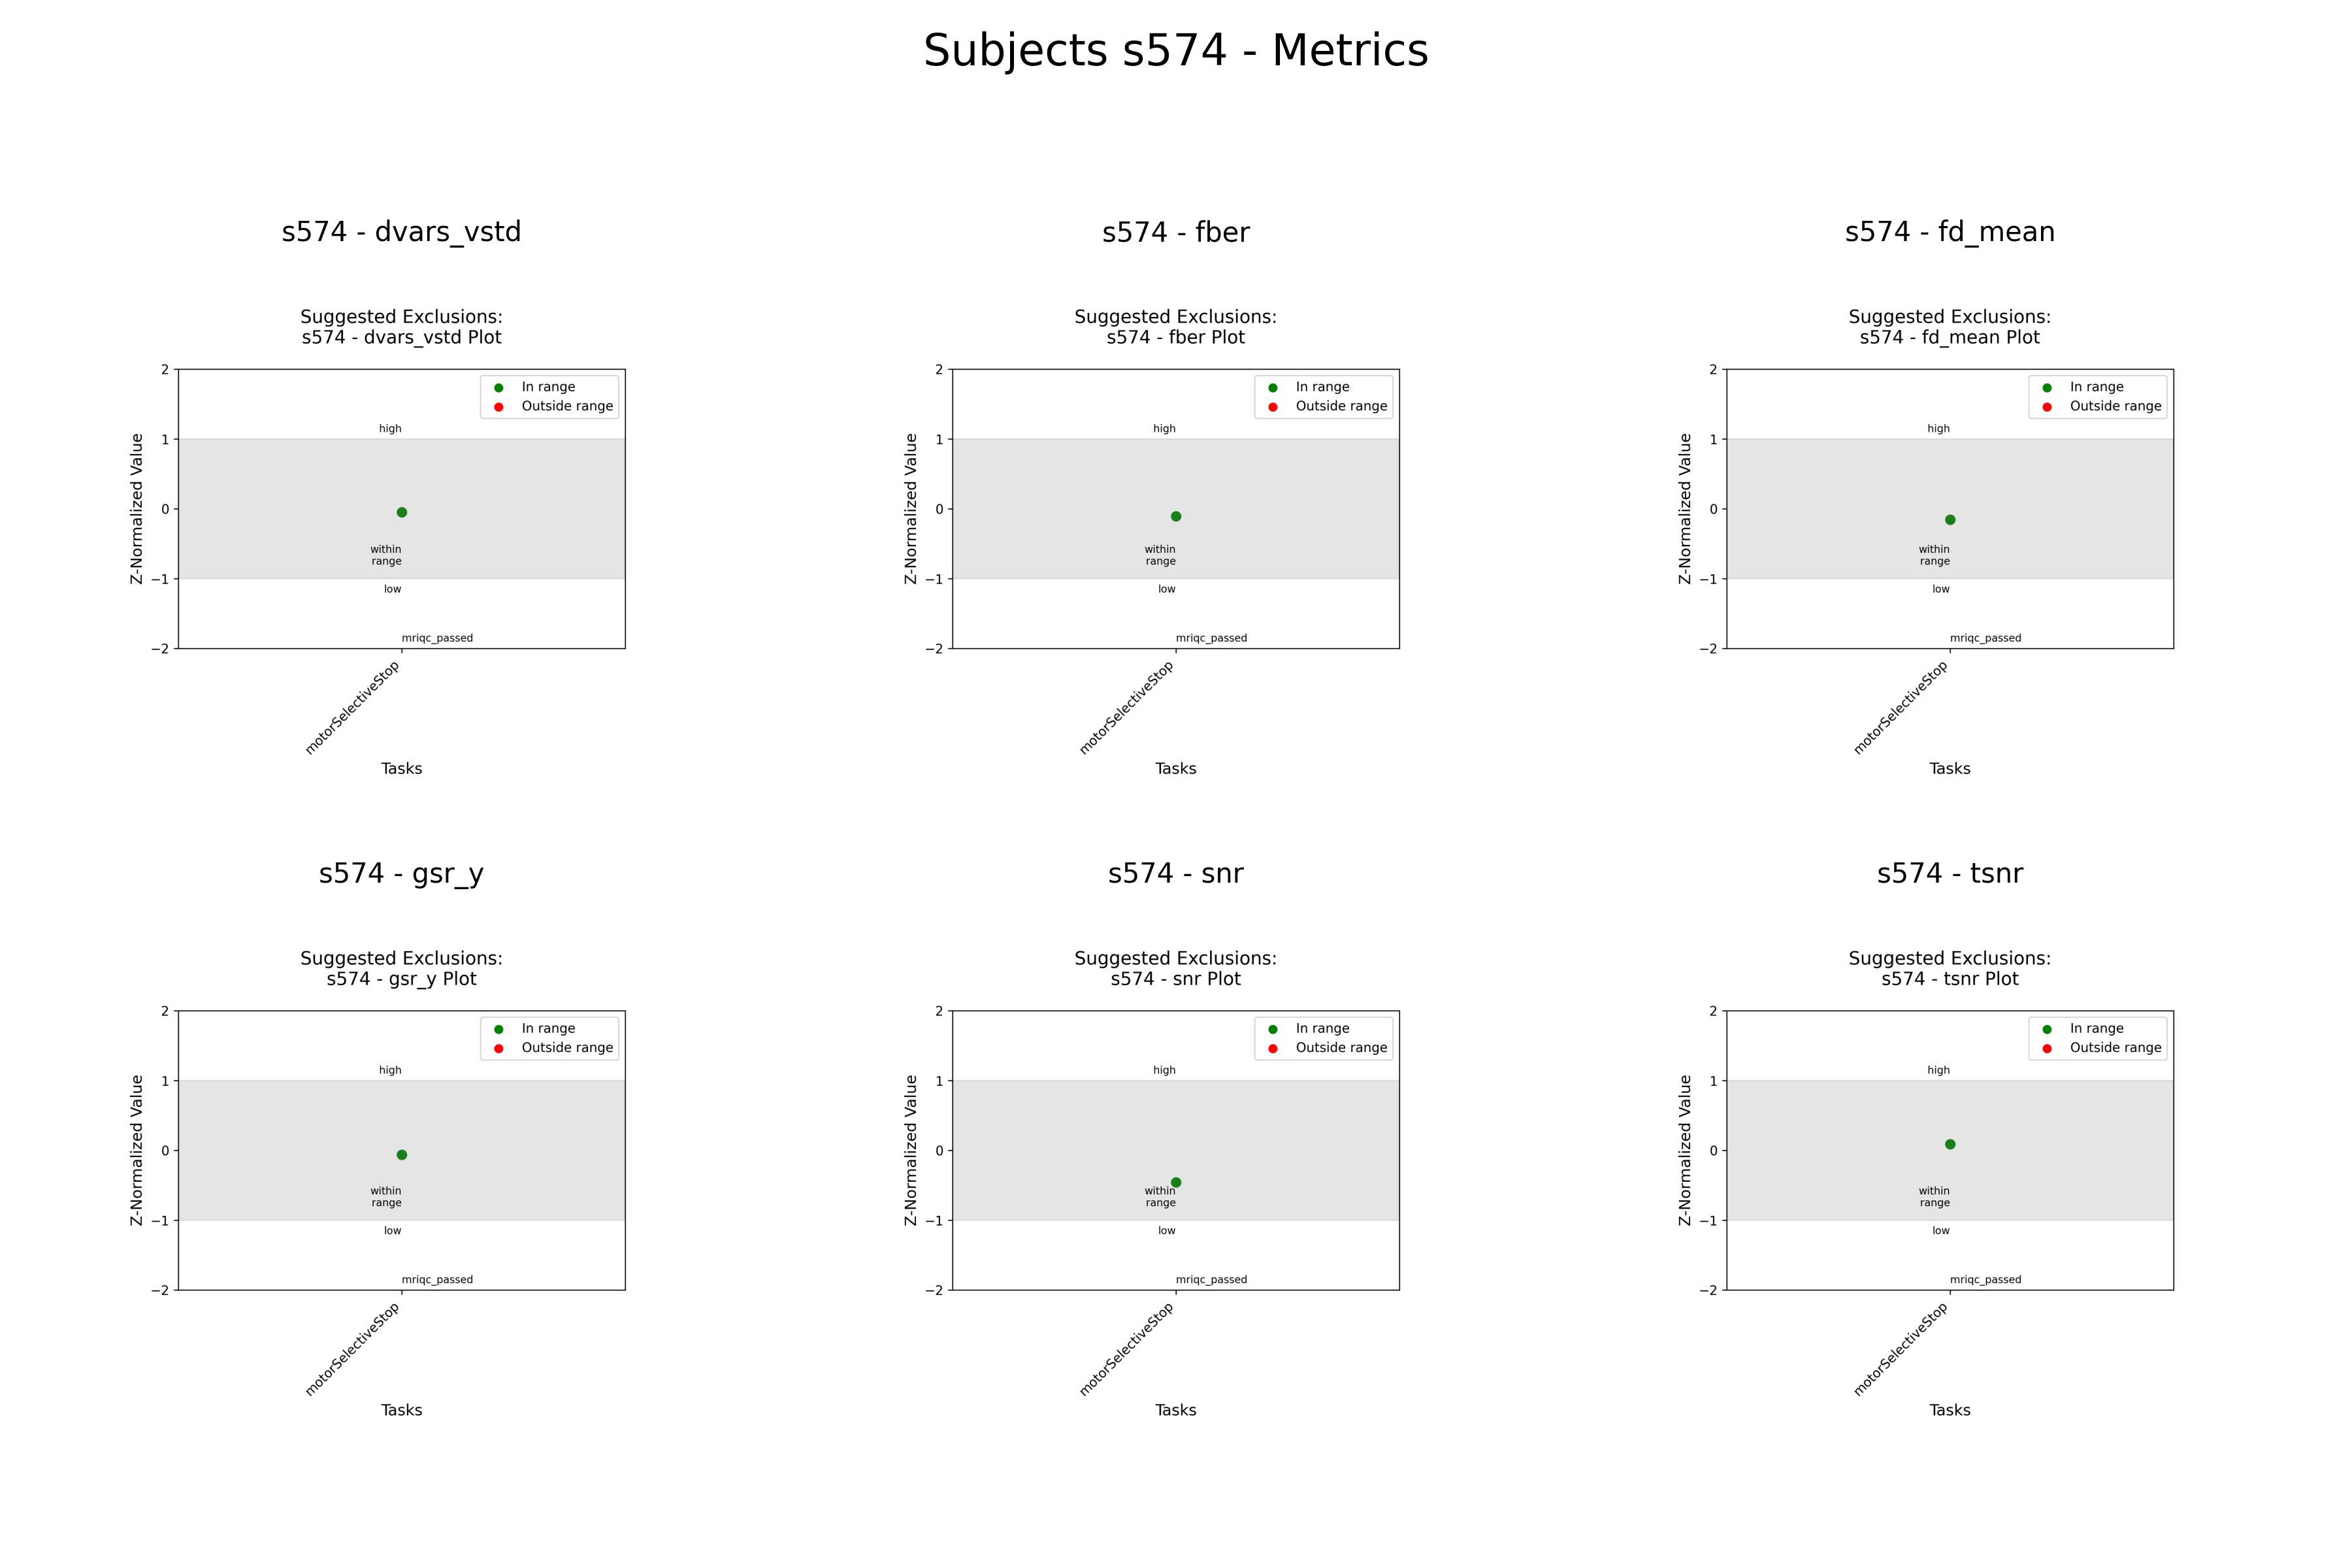 Subjects s574 - Metrics
s574 - dvars_vstd
Suggested Exclusions:
s574 - dvars_vstd Plot
2
1
0
−1
−2
Z-Normalized Value
In range
Outside range
high
within
range
low
mriqc_passed
motorSelectiveStop
Tasks
s574 - fber
Suggested Exclusions:
s574 - fber Plot
2
1
0
−1
−2
Z-Normalized Value
In range
Outside range
high
within
range
low
mriqc_passed
motorSelectiveStop
Tasks
s574 - fd_mean
Suggested Exclusions:
s574 - fd_mean Plot
2
1
0
−1
−2
Z-Normalized Value
In range
Outside range
high
within
range
low
mriqc_passed
motorSelectiveStop
Tasks
s574 - gsr_y
Suggested Exclusions:
s574 - gsr_y Plot
2
1
0
−1
−2
Z-Normalized Value
In range
Outside range
high
within
range
low
mriqc_passed
motorSelectiveStop
Tasks
s574 - snr
Suggested Exclusions:
s574 - snr Plot
2
1
0
−1
−2
Z-Normalized Value
In range
Outside range
high
within
range
low
mriqc_passed
motorSelectiveStop
Tasks
s574 - tsnr
Suggested Exclusions:
s574 - tsnr Plot
2
1
0
−1
−2
Z-Normalized Value
In range
Outside range
high
within
range
low
mriqc_passed
motorSelectiveStop
Tasks